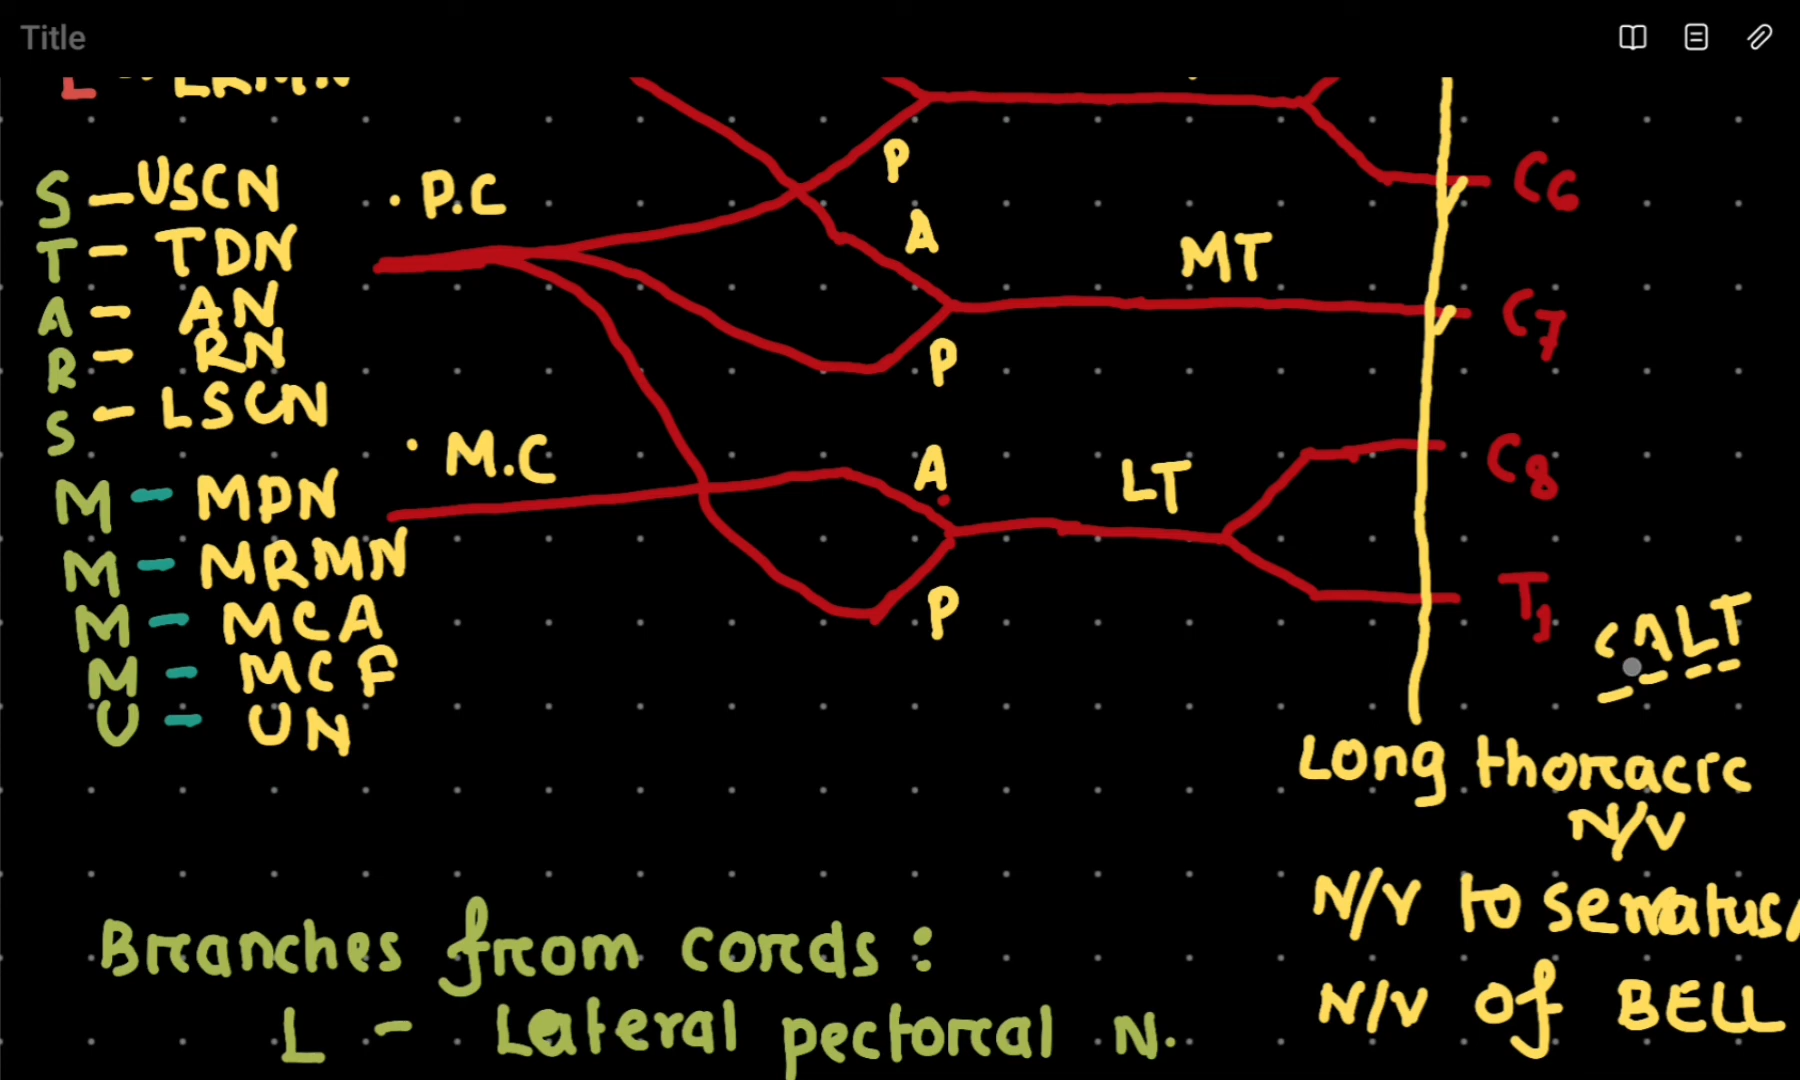 Title
L - LRMN
S - USCN
T - TDN
A - AN
R - RN
S - LSCN
M - MPN
M - MRMN
M - MCA
M - MCF
U - UN
. P.C
. M.C
P
A
P
A
P
MT
LT
C6
C7
C8
T1
CALT
Long thoracic
N/V
N/V to serratus
N/V of BELL
Branches from cords :
L - Lateral pectoral N.